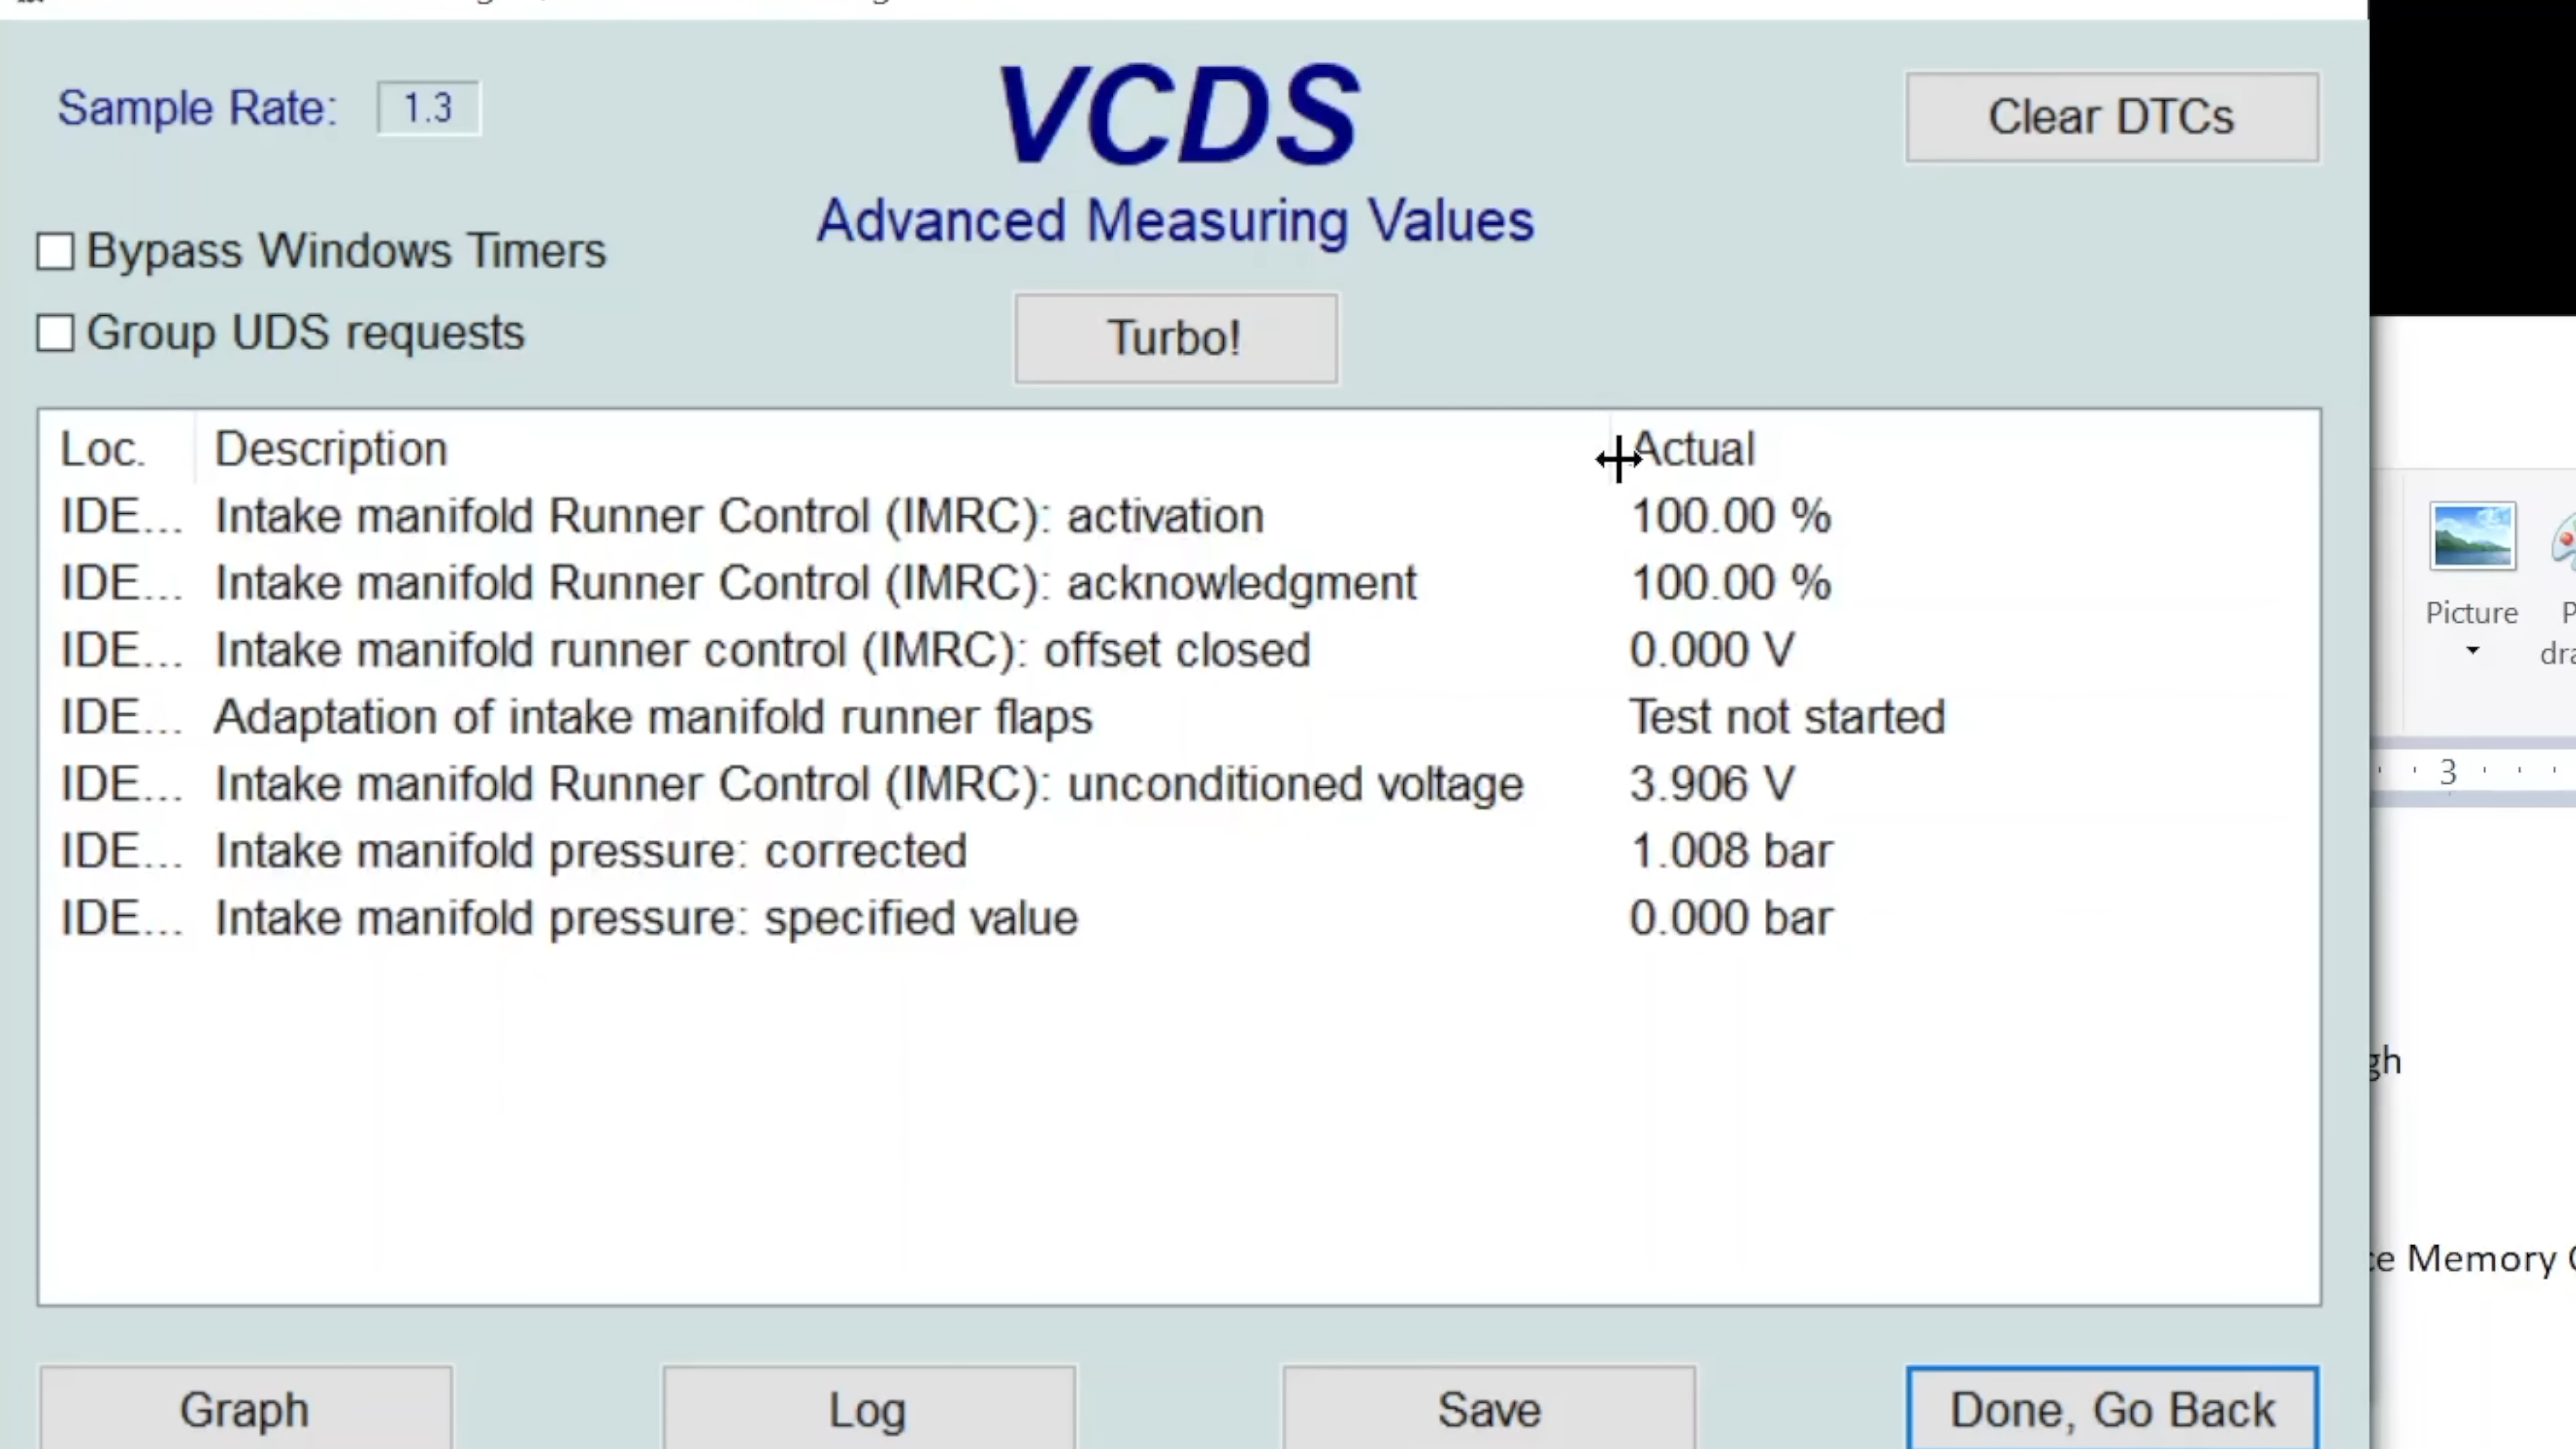 VCDS
Sample Rate: 1.3
Clear DTCs
Advanced Measuring Values
Bypass Windows Timers
Group UDS requests
Turbo!
Loc. Description Actual
IDE... Intake manifold Runner Control (IMRC): activation 100.00 %
IDE... Intake manifold Runner Control (IMRC): acknowledgment 100.00 %
IDE... Intake manifold runner control (IMRC): offset closed 0.000 V
IDE... Adaptation of intake manifold runner flaps Test not started
IDE... Intake manifold Runner Control (IMRC): unconditioned voltage 3.906 V
IDE... Intake manifold pressure: corrected 1.008 bar
IDE... Intake manifold pressure: specified value 0.000 bar
Graph Log Save Done, Go Back
Picture
3
gh
Memory